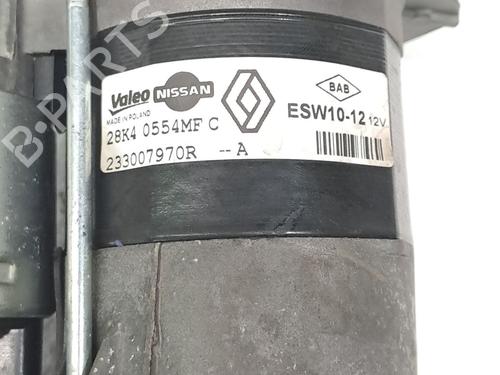 B-PARTS
Valeo NISSAN
MADE IN POLAND
28K4 0554MF C
233007970R --A
BAB
ESW10-12 12V